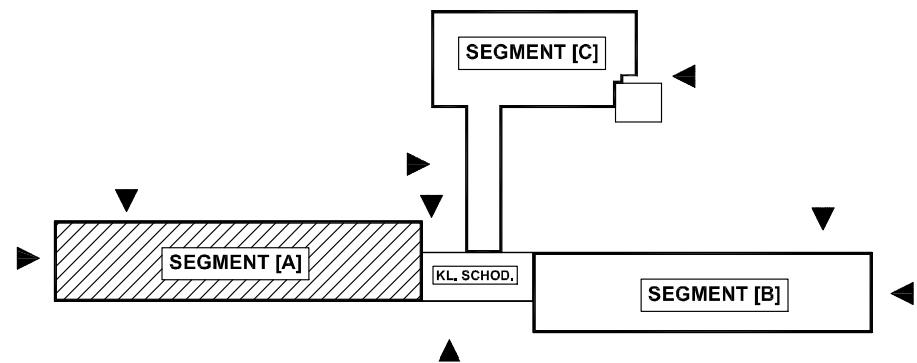 SEGMENT [C]
SEGMENT [A]
KL. SCHOD.
SEGMENT [B]